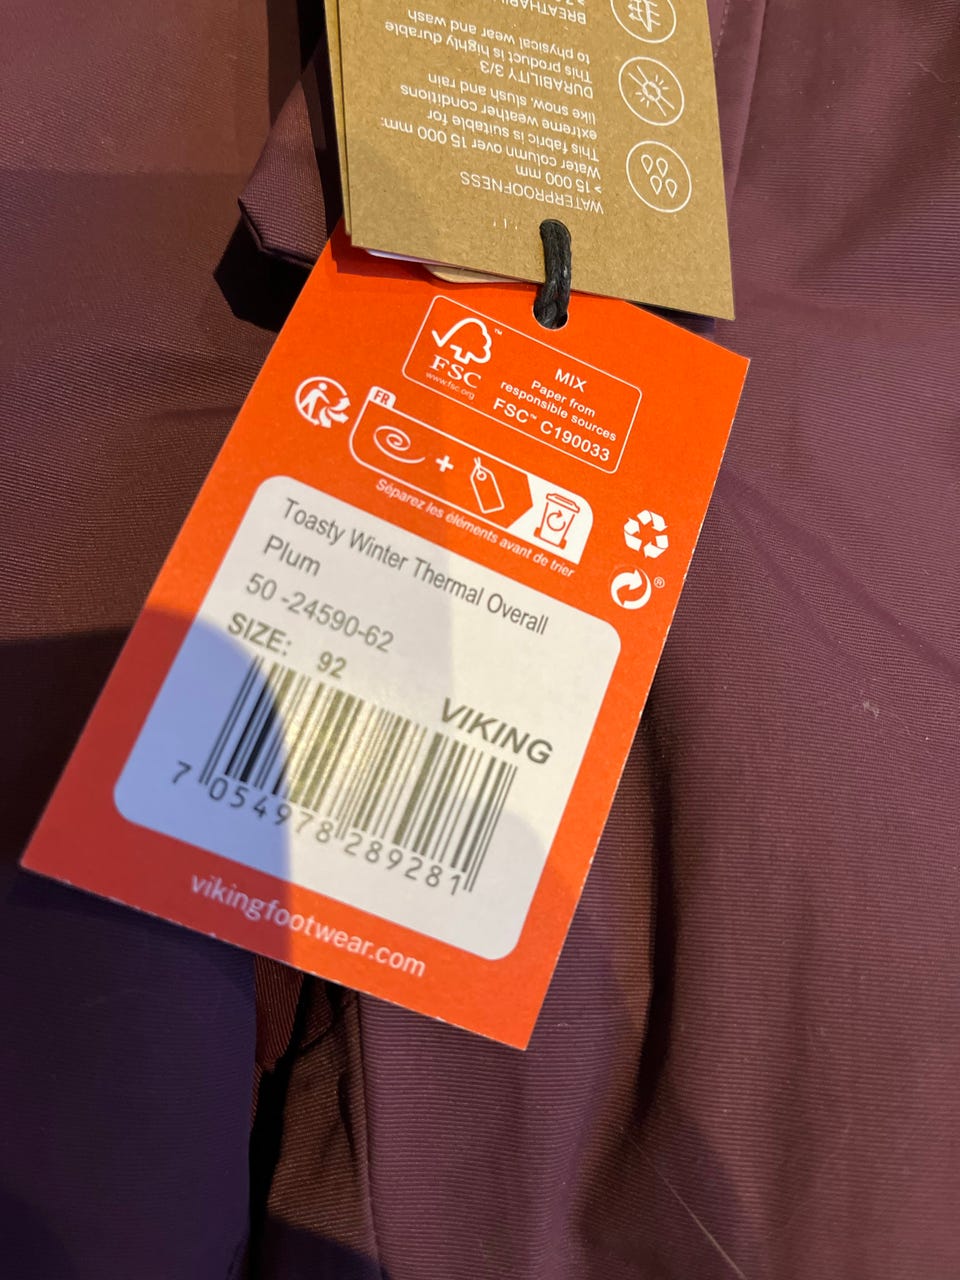 WATERPROOFNESS
> 15 000 mm
Water column over 15 000 mm:
This fabric is suitable for
extreme weather conditions
like snow, slush and rain
DURABILITY 3/3
This product is highly durable
to physical wear and wash
FSC
™
www.fsc.org
MIX
Paper from
responsible sources
FSC™ C190033
FR
+
Séparez les éléments avant de trier
®
Toasty Winter Thermal Overall
Plum
50 -24590-62
SIZE: 92
VIKING
7 054978 289281
vikingfootwear.com